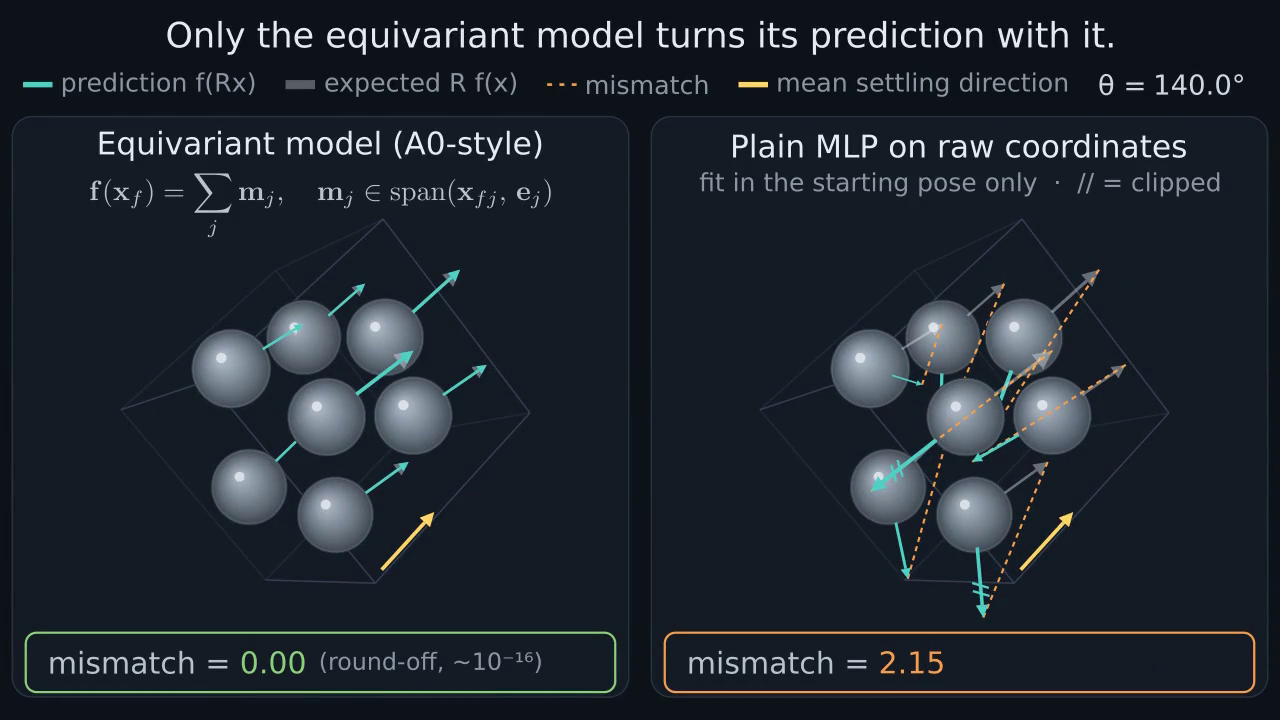 Only the equivariant model turns its prediction with it.
prediction f(Rx) expected R f(x) mismatch mean settling direction θ = 140.0°
Equivariant model (A0-style)
f(x_f) = ∑_j m_j, m_j ∈ span(x_{fj}, e_j)
mismatch = 0.00 (round-off, ~10⁻¹⁶)
Plain MLP on raw coordinates
fit in the starting pose only · // = clipped
mismatch = 2.15